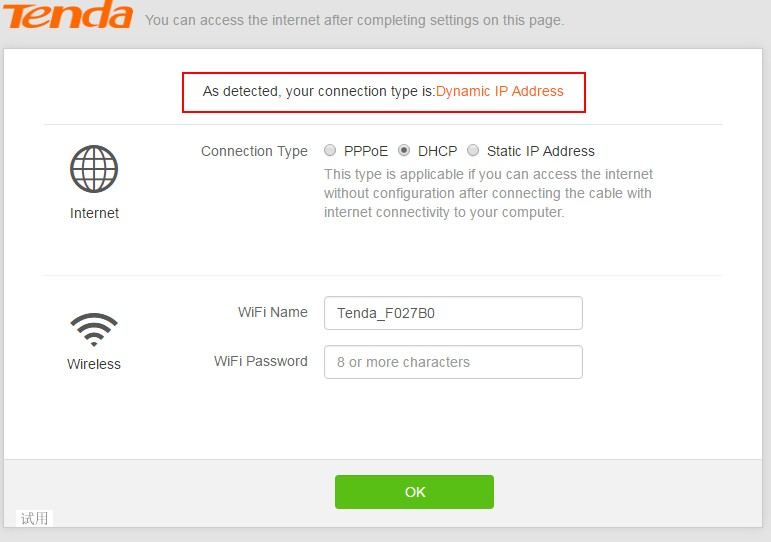 Tenda
You can access the internet after completing settings on this page.
As detected, your connection type is:Dynamic IP Address
Connection Type PPPoE DHCP Static IP Address
This type is applicable if you can access the internet
without configuration after connecting the cable with
internet connectivity to your computer.
Internet
WiFi Name Tenda_F027B0
WiFi Password 8 or more characters
Wireless
OK
试用